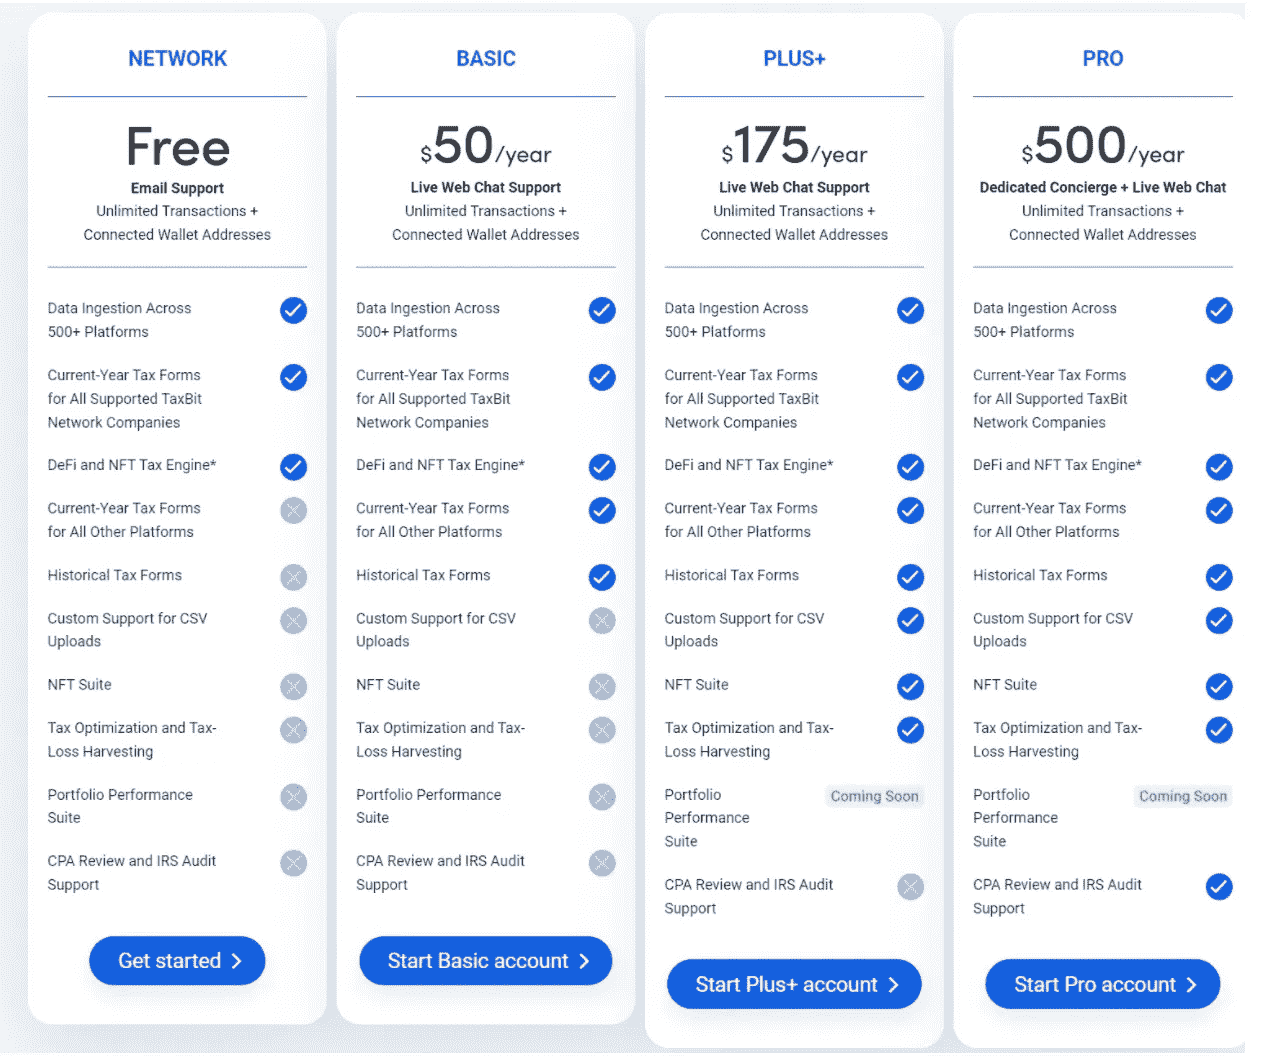 NETWORK
Free
Email Support
Unlimited Transactions +
Connected Wallet Addresses
Data Ingestion Across
500+ Platforms
Current-Year Tax Forms
for All Supported TaxBit
Network Companies
DeFi and NFT Tax Engine*
Current-Year Tax Forms
for All Other Platforms
Historical Tax Forms
Custom Support for CSV
Uploads
NFT Suite
Tax Optimization and Tax-
Loss Harvesting
Portfolio Performance
Suite
CPA Review and IRS Audit
Support
Get started
BASIC
$50/year
Live Web Chat Support
Unlimited Transactions +
Connected Wallet Addresses
Data Ingestion Across
500+ Platforms
Current-Year Tax Forms
for All Supported TaxBit
Network Companies
DeFi and NFT Tax Engine*
Current-Year Tax Forms
for All Other Platforms
Historical Tax Forms
Custom Support for CSV
Uploads
NFT Suite
Tax Optimization and Tax-
Loss Harvesting
Portfolio Performance
Suite
CPA Review and IRS Audit
Support
Start Basic account
PLUS+
$175/year
Live Web Chat Support
Unlimited Transactions +
Connected Wallet Addresses
Data Ingestion Across
500+ Platforms
Current-Year Tax Forms
for All Supported TaxBit
Network Companies
DeFi and NFT Tax Engine*
Current-Year Tax Forms
for All Other Platforms
Historical Tax Forms
Custom Support for CSV
Uploads
NFT Suite
Tax Optimization and Tax-
Loss Harvesting
Portfolio Coming Soon
Performance
Suite
CPA Review and IRS Audit
Support
Start Plus+ account
PRO
$500/year
Dedicated Concierge + Live Web Chat
Unlimited Transactions +
Connected Wallet Addresses
Data Ingestion Across
500+ Platforms
Current-Year Tax Forms
for All Supported TaxBit
Network Companies
DeFi and NFT Tax Engine*
Current-Year Tax Forms
for All Other Platforms
Historical Tax Forms
Custom Support for CSV
Uploads
NFT Suite
Tax Optimization and Tax-
Loss Harvesting
Portfolio Coming Soon
Performance
Suite
CPA Review and IRS Audit
Support
Start Pro account